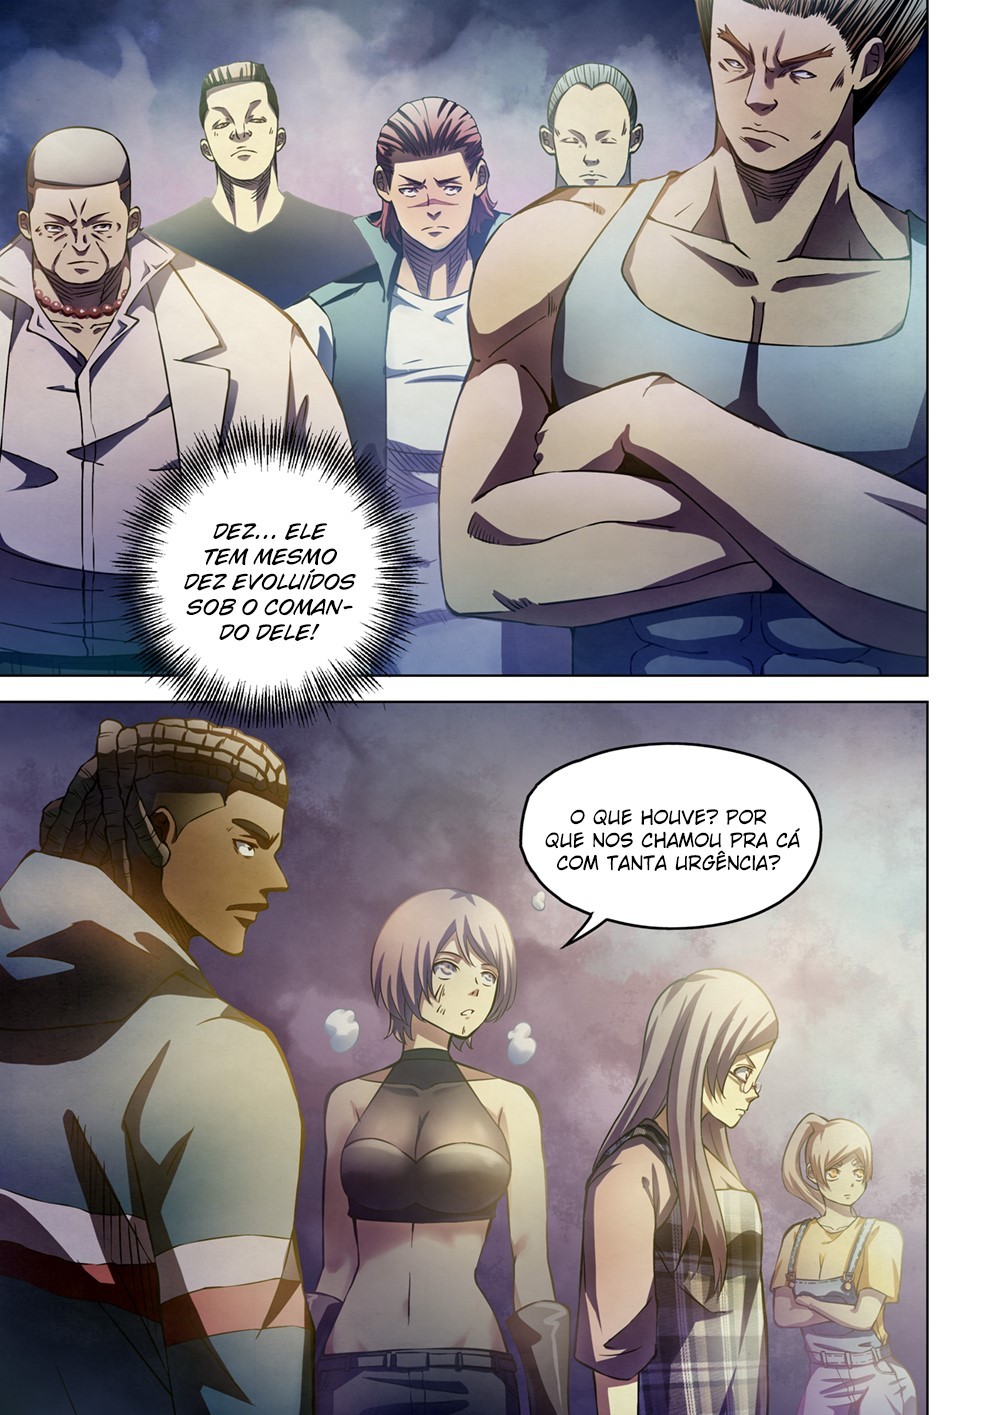 DEZ... ELE
TEM MESMO
DEZ EVOLUÍDOS
SOB O COMAN-
DO DELE!
O QUE HOUVE? POR
QUE NOS CHAMOU PRA CÁ
COM TANTA URGÊNCIA?